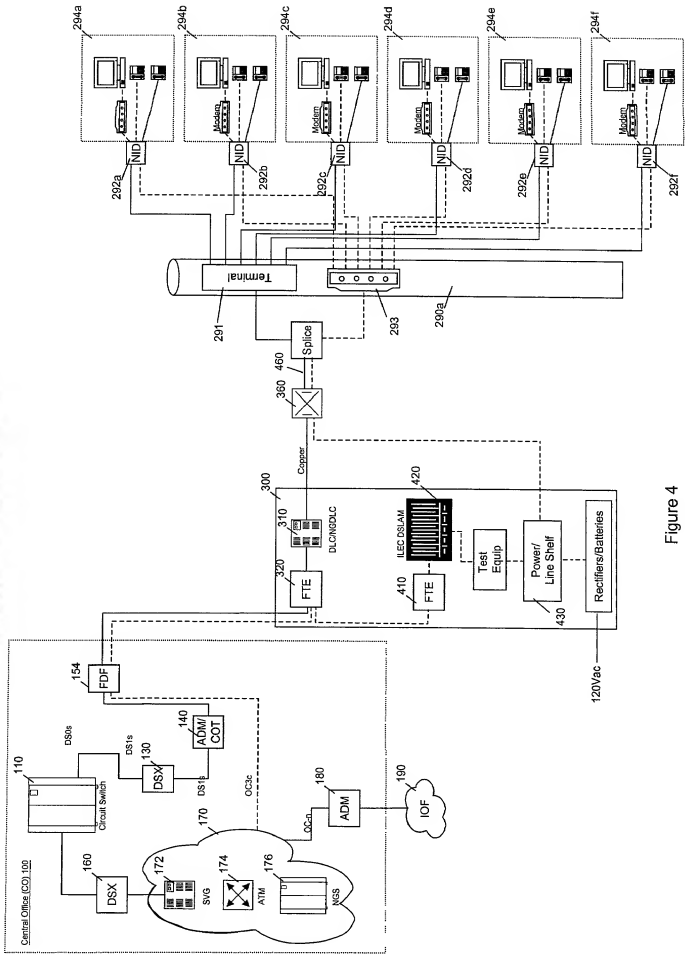 Central Office (CO) 100
110
Circuit Switch
DS0s
DS1s
130
DSX
DS1s
140
ADM/
COT
154
FDF
160
DSX
170
172
SVG
174
ATM
176
NGS
OC3c
OC-n
180
ADM
190
IOF
300
310
DLC/NGDLC
320
FTE
410
FTE
420
ILEC DSLAM
Test
Equip
Power/
Line Shelf
430
Rectifiers/Batteries
120Vac
Copper
360
460
Splice
291
Terminal
293
290a
292a
NID
294a
292b
NID
Modem
294b
292c
NID
Modem
294c
292d
NID
Modem
294d
292e
NID
Modem
294e
292f
NID
Modem
294f
Figure 4